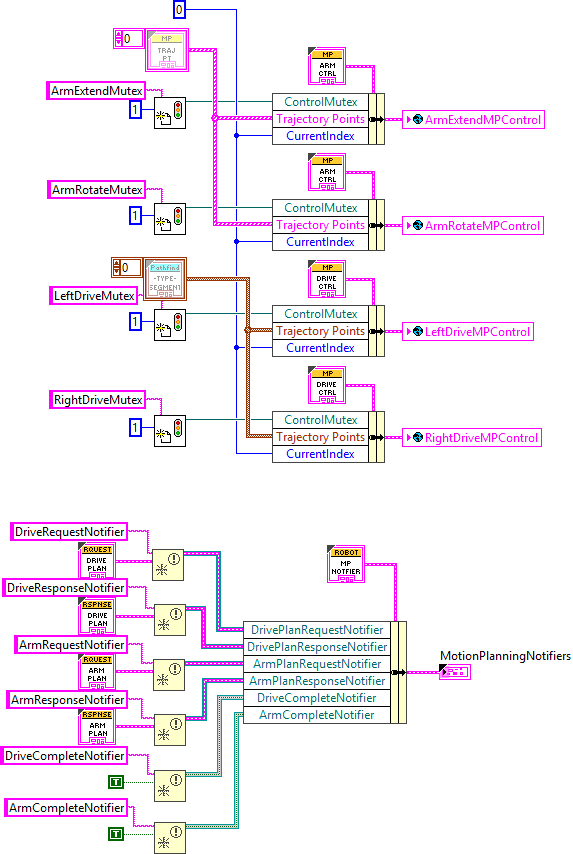 0
0
MP
TRAJ
PT
MP
ARM
CTRL
ArmExtendMutex
1
ControlMutex
Trajectory Points
CurrentIndex
ArmExtendMPControl
MP
ARM
CTRL
ArmRotateMutex
1
ControlMutex
Trajectory Points
CurrentIndex
ArmRotateMPControl
0
Pathfind
-TYPE-
SEGMENT
MP
DRIVE
CTRL
LeftDriveMutex
1
ControlMutex
Trajectory Points
CurrentIndex
LeftDriveMPControl
MP
DRIVE
CTRL
RightDriveMutex
1
ControlMutex
Trajectory Points
CurrentIndex
RightDriveMPControl
DriveRequestNotifier
RQUEST
DRIVE
PLAN
ROBOT
MP
NOTFIER
DriveResponseNotifier
RSPNSE
DRIVE
PLAN
ArmRequestNotifier
RQUEST
ARM
PLAN
ArmResponseNotifier
RSPNSE
ARM
PLAN
DrivePlanRequestNotifier
DrivePlanResponseNotifier
ArmPlanRequestNotifier
ArmPlanResponseNotifier
DriveCompleteNotifier
ArmCompleteNotifier
MotionPlanningNotifiers
DriveCompleteNotifier
T
ArmCompleteNotifier
T